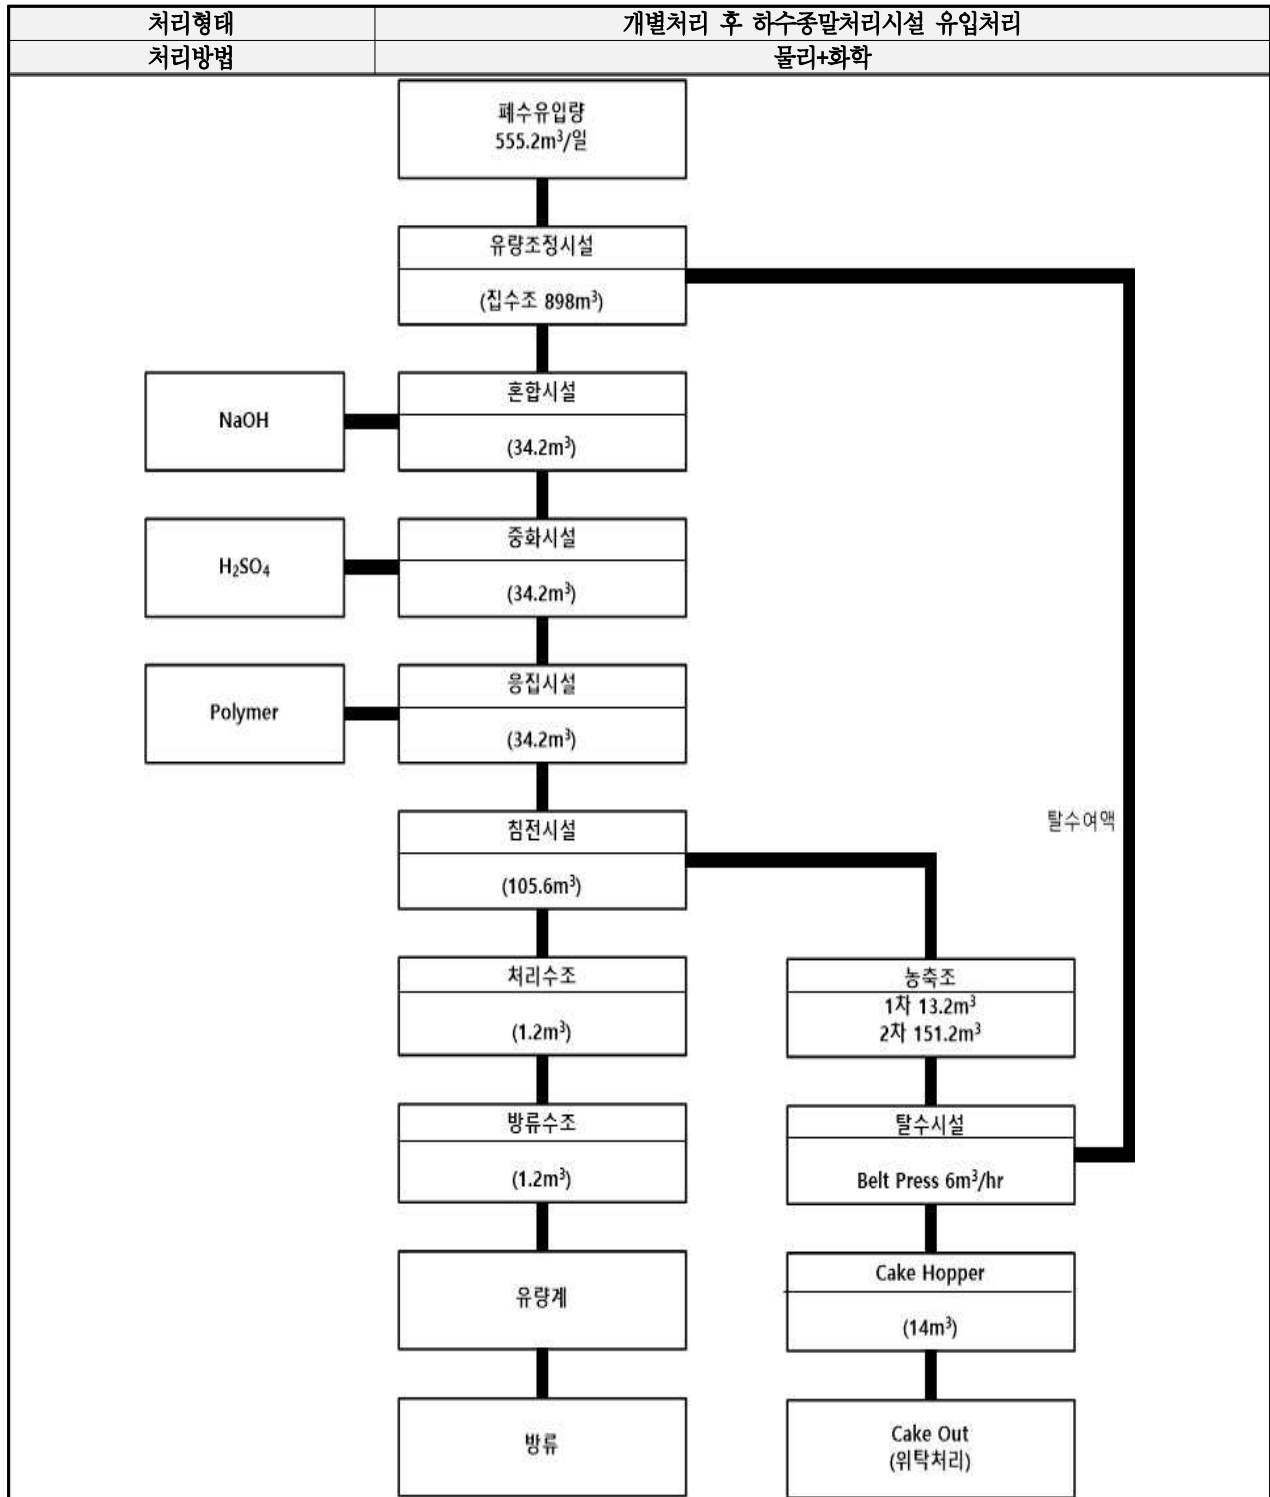 처리형태
개별처리 후 하수종말처리시설 유입처리
처리방법
물리+화학
폐수유입량
555.2m³/일
유량조정시설
(집수조 898m³)
NaOH
혼합시설
(34.2m³)
H₂SO₄
중화시설
(34.2m³)
Polymer
응집시설
(34.2m³)
탈수여액
침전시설
(105.6m³)
처리수조
(1.2m³)
농축조
1차 13.2m³
2차 151.2m³
방류수조
(1.2m³)
탈수시설
Belt Press 6m³/hr
유량계
Cake Hopper
(14m³)
방류
Cake Out
(위탁처리)